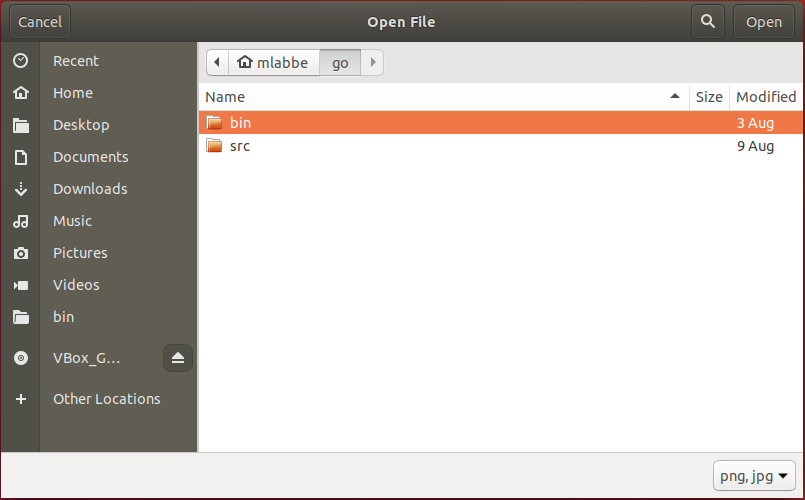 Cancel Open File Open
Recent
Home
Desktop
Documents
Downloads
Music
Pictures
Videos
bin
VBox_G...
Other Locations
mlabbe go
Name Size Modified
bin 3 Aug
src 9 Aug
png, jpg